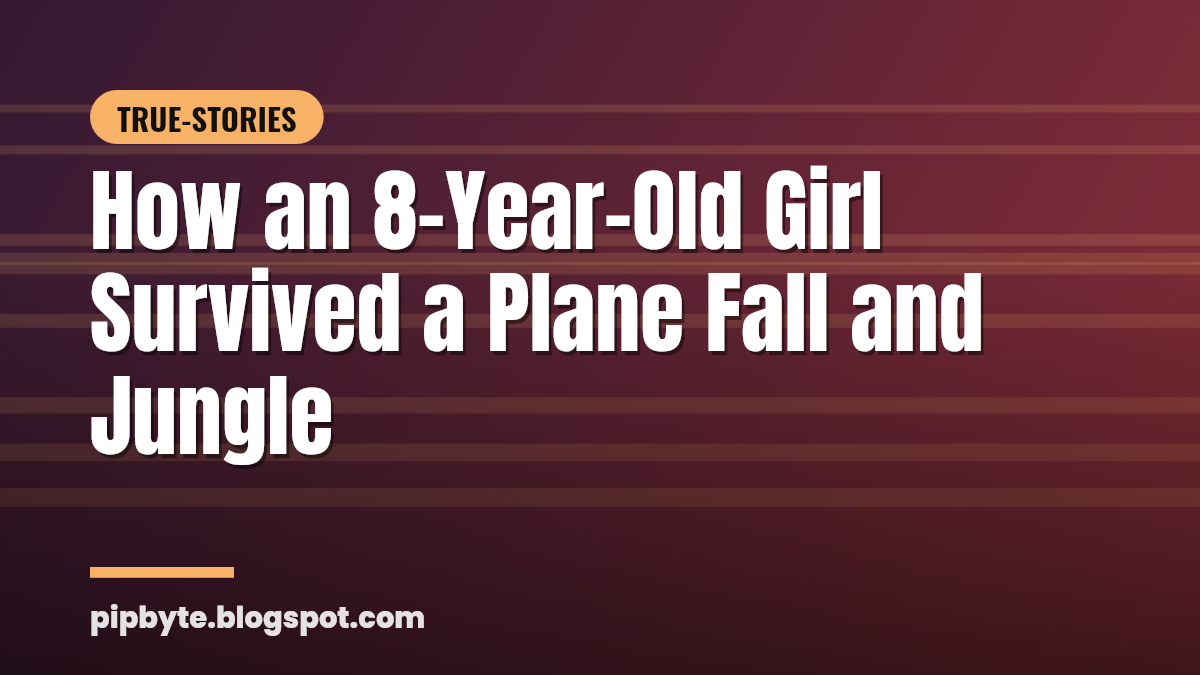 TRUE-STORIES
How an 8-Year-Old Girl
Survived a Plane Fall and
Jungle
pipbyte.blogspot.com